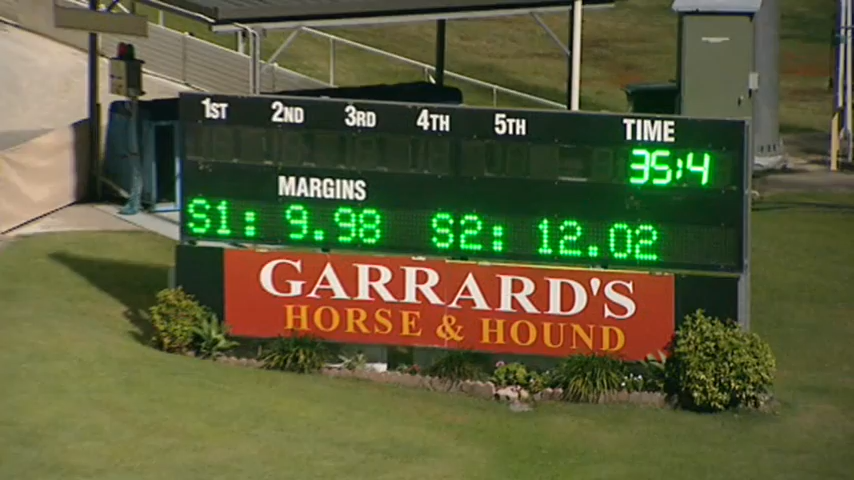 1ST 2ND 3RD 4TH 5TH TIME
35:4
MARGINS
S1: 9.98 S2: 12.02
GARRARD'S
HORSE & HOUND